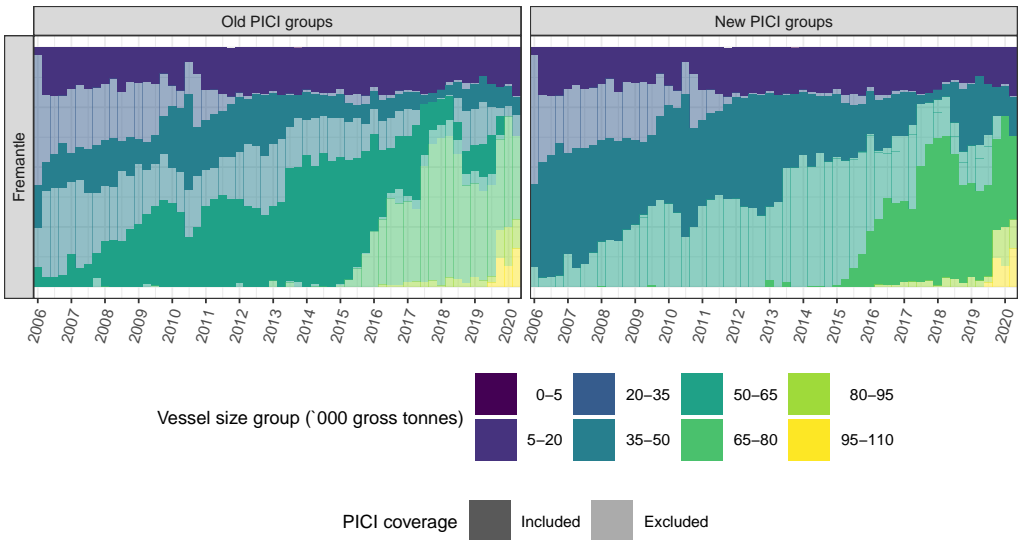 Old PICI groups
New PICI groups
Fremantle
2006 2007 2008 2009 2010 2011 2012 2013 2014 2015 2016 2017 2018 2019 2020
2006 2007 2008 2009 2010 2011 2012 2013 2014 2015 2016 2017 2018 2019 2020
Vessel size group (`000 gross tonnes)
0–5 20–35 50–65 80–95
5–20 35–50 65–80 95–110
PICI coverage Included Excluded